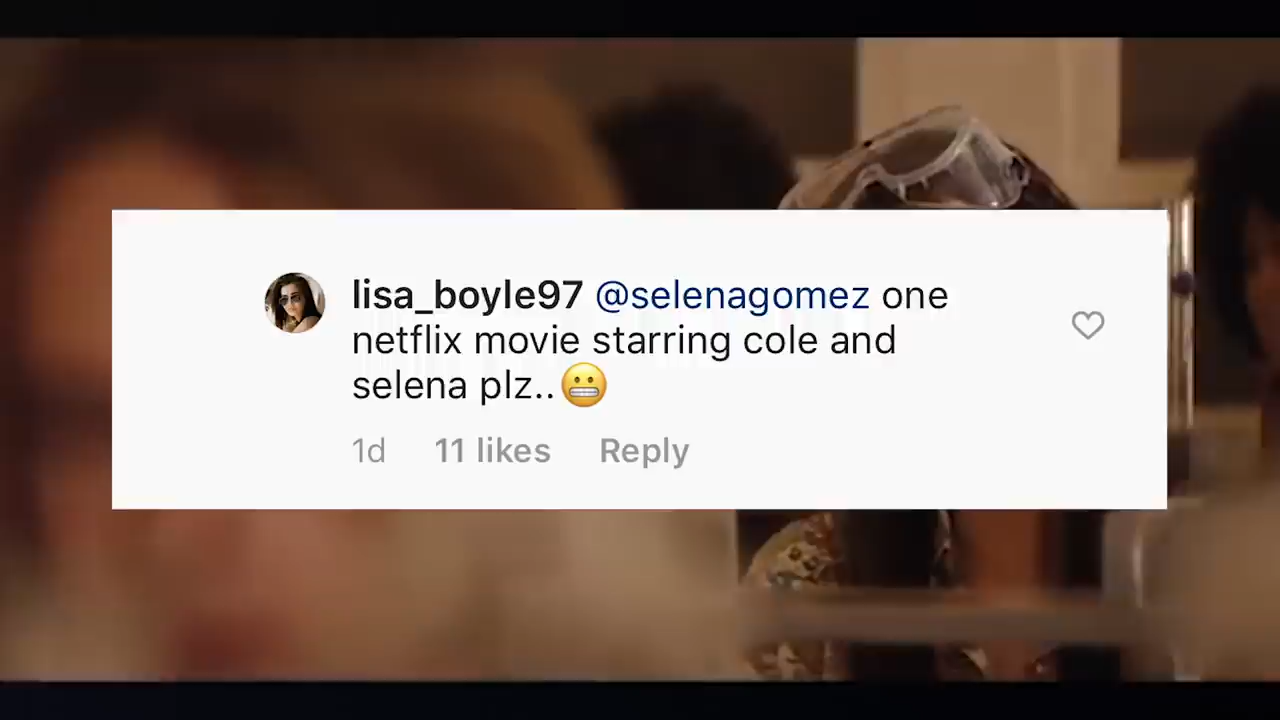 lisa_boyle97 @selenagomez one
netflix movie starring cole and
selena plz..😬
1d 11 likes Reply